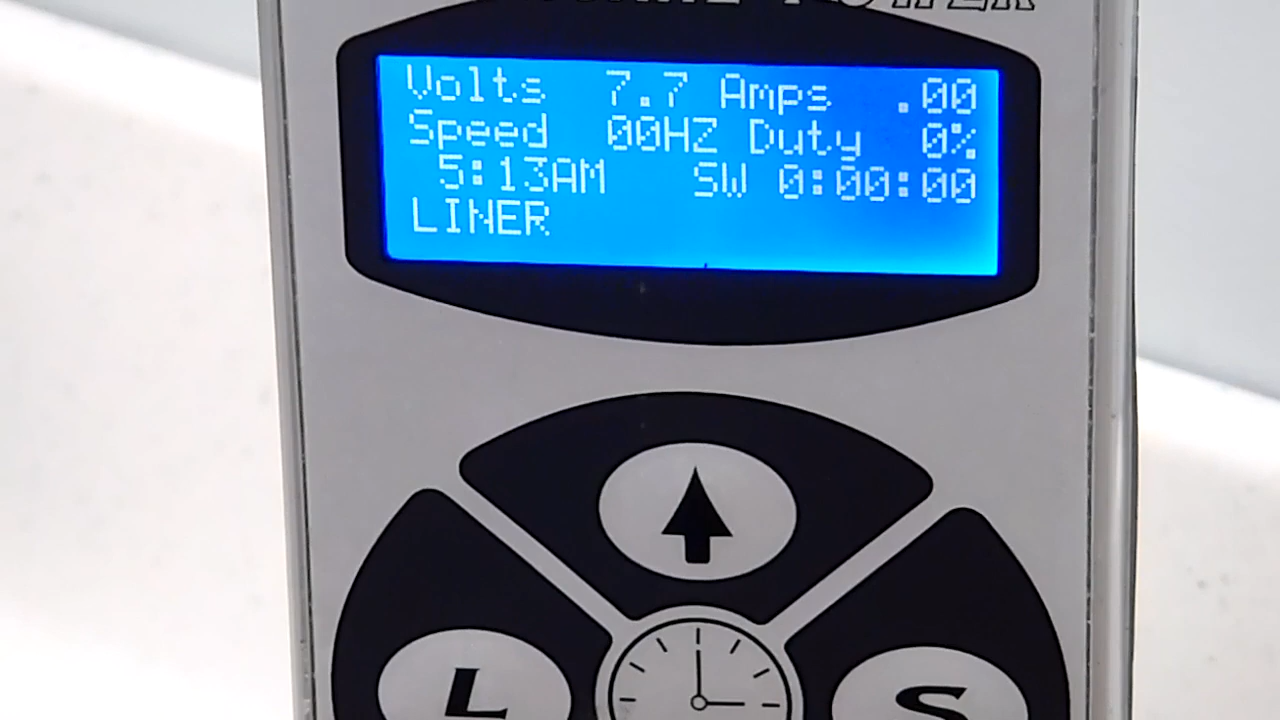 Volts 7.7 Amps .00
Speed 00HZ Duty 0%
5:13AM SW 0:00:00
LINER
L
S